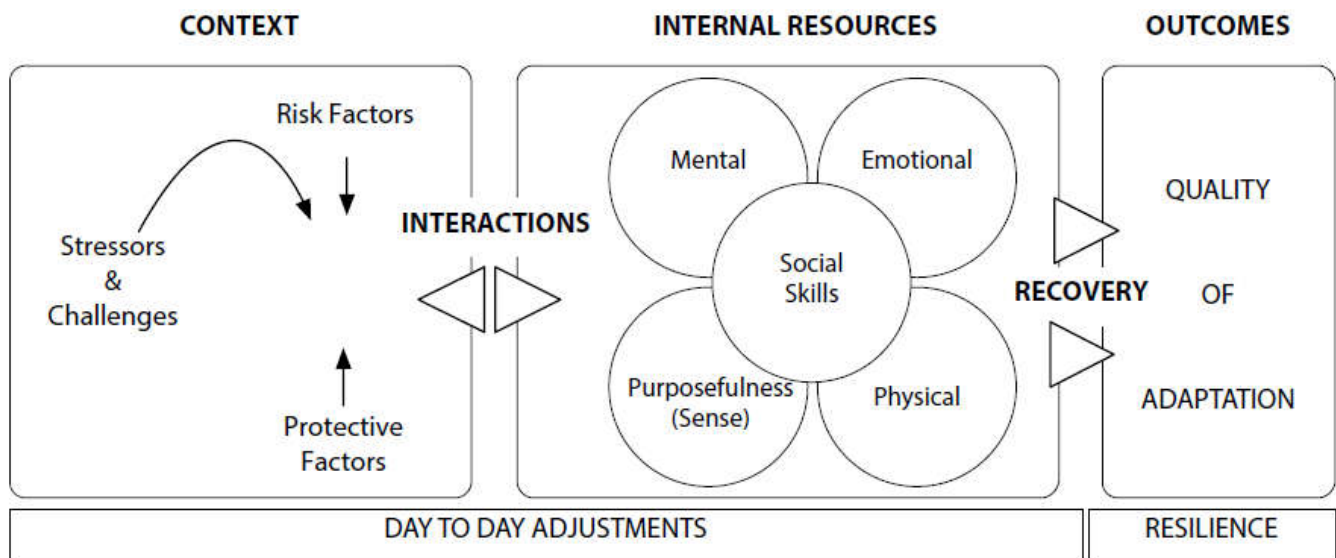 CONTEXT
INTERNAL RESOURCES
OUTCOMES
Risk Factors
Stressors
&
Challenges
Protective
Factors
INTERACTIONS
Mental
Emotional
Social
Skills
Purposefulness
(Sense)
Physical
RECOVERY
QUALITY
OF
ADAPTATION
DAY TO DAY ADJUSTMENTS
RESILIENCE